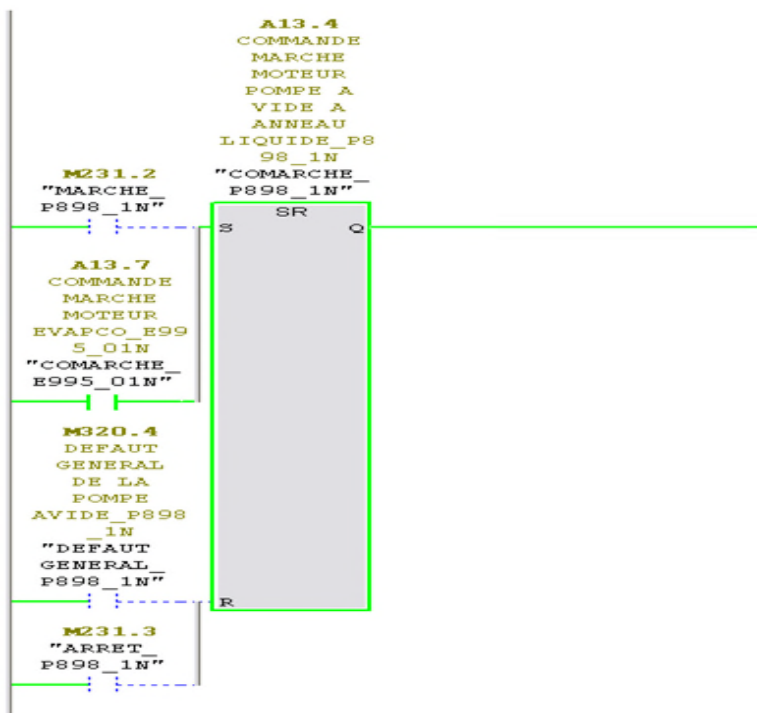 A13.4
COMMANDE
MARCHE
MOTEUR
POMPE A
VIDE A
ANNEAU
LIQUIDE_P8
98_1N
"COMARCHE_
P898_1N"
M231.2
"MARCHE_
P898_1N"
SR
S
Q
A13.7
COMMANDE
MARCHE
MOTEUR
EVAPCO_E99
5_01N
"COMARCHE_
E995_01N"
M320.4
DEFAUT
GENERAL
DE LA
POMPE
AVIDE_P898
_1N
"DEFAUT
GENERAL_
P898_1N"
R
M231.3
"ARRET_
P898_1N"